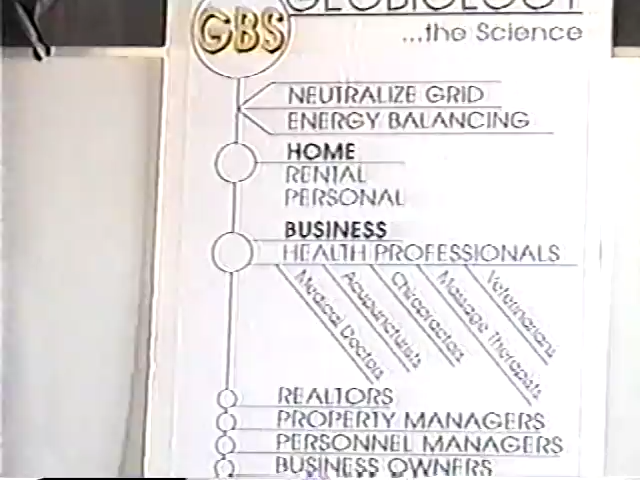 GEOBIOLOGY
GBS
...the Science
NEUTRALIZE GRID
ENERGY BALANCING
HOME
RENTAL
PERSONAL
BUSINESS
HEALTH PROFESSIONALS
Medical Doctors
Acupuncturists
Chiropractors
Massage Therapists
Veterinarians
REALTORS
PROPERTY MANAGERS
PERSONNEL MANAGERS
BUSINESS OWNERS